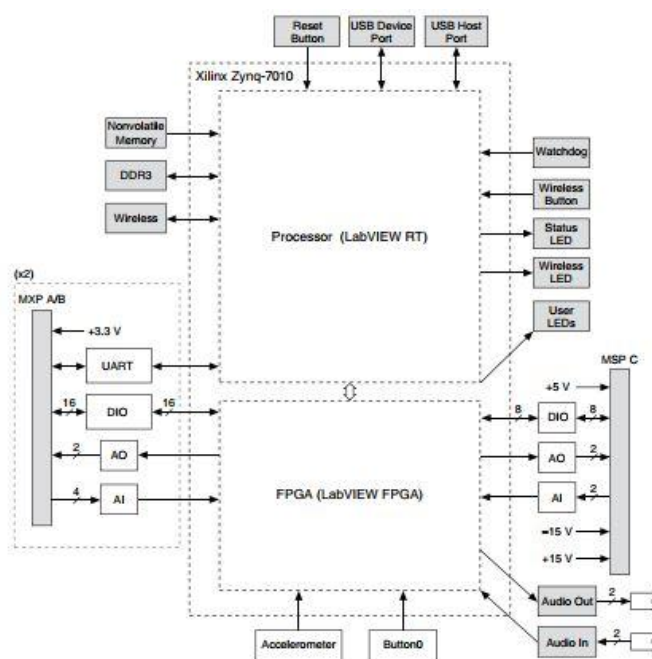 Reset
Button
USB Device
Port
USB Host
Port
Xilinx Zynq-7010
Nonvolatile
Memory
DDR3
Wireless
Processor (LabVIEW RT)
Watchdog
Wireless
Button
Status
LED
Wireless
LED
User
LEDs
(x2)
MXP A/B
+3.3 V
UART
16
DIO
16
2
AO
4
AI
FPGA (LabVIEW FPGA)
MSP C
+5 V
8
DIO
8
AO
2
AI
2
−15 V
+15 V
Audio Out
2
Audio In
2
Accelerometer
Button0